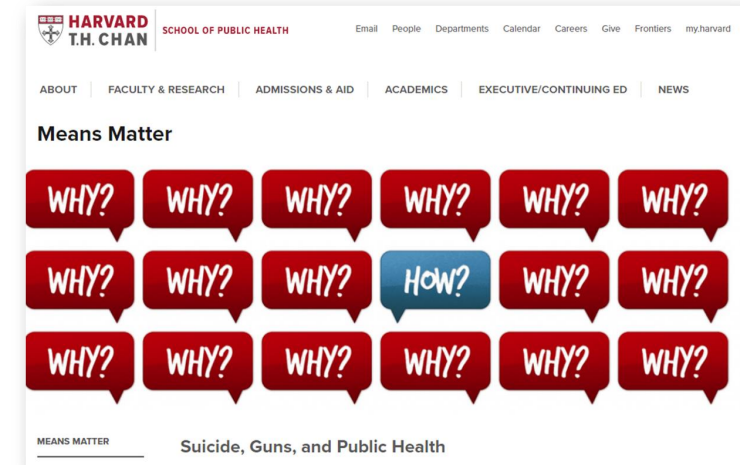 HARVARD
T.H. CHAN
SCHOOL OF PUBLIC HEALTH
Email People Departments Calendar Careers Give Frontiers my.harvard
ABOUT FACULTY & RESEARCH ADMISSIONS & AID ACADEMICS EXECUTIVE/CONTINUING ED NEWS
Means Matter
WHY? WHY? WHY? WHY? WHY? WHY?
WHY? WHY? WHY? HOW? WHY? WHY?
WHY? WHY? WHY? WHY? WHY? WHY?
MEANS MATTER
Suicide, Guns, and Public Health